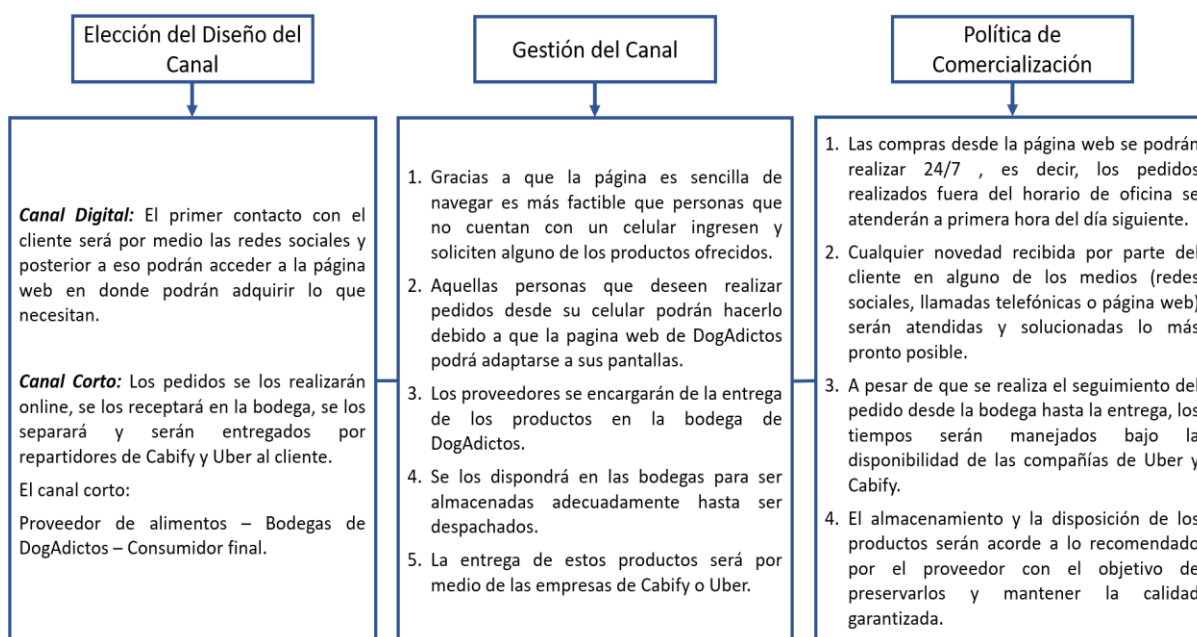 Elección del Diseño del
Canal
Gestión del Canal
Política de
Comercialización
Canal Digital: El primer contacto con el
cliente será por medio las redes sociales y
posterior a eso podrán acceder a la página
web en donde podrán adquirir lo que
necesitan.
Canal Corto: Los pedidos se los realizarán
online, se los receptará en la bodega, se los
separará y serán entregados por
repartidores de Cabify y Uber al cliente.
El canal corto:
Proveedor de alimentos – Bodegas de
DogAdictos – Consumidor final.
1. Gracias a que la página es sencilla de
navegar es más factible que personas que
no cuentan con un celular ingresen y
soliciten alguno de los productos ofrecidos.
2. Aquellas personas que deseen realizar
pedidos desde su celular podrán hacerlo
debido a que la pagina web de DogAdictos
podrá adaptarse a sus pantallas.
3. Los proveedores se encargarán de la entrega
de los productos en la bodega de
DogAdictos.
4. Se los dispondrá en las bodegas para ser
almacenadas adecuadamente hasta ser
despachados.
5. La entrega de estos productos será por
medio de las empresas de Cabify o Uber.
1. Las compras desde la página web se podrán
realizar 24/7 , es decir, los pedidos
realizados fuera del horario de oficina se
atenderán a primera hora del día siguiente.
2. Cualquier novedad recibida por parte del
cliente en alguno de los medios (redes
sociales, llamadas telefónicas o página web)
serán atendidas y solucionadas lo más
pronto posible.
3. A pesar de que se realiza el seguimiento del
pedido desde la bodega hasta la entrega, los
tiempos serán manejados bajo la
disponibilidad de las compañías de Uber y
Cabify.
4. El almacenamiento y la disposición de los
productos serán acorde a lo recomendado
por el proveedor con el objetivo de
preservarlos y mantener la calidad
garantizada.